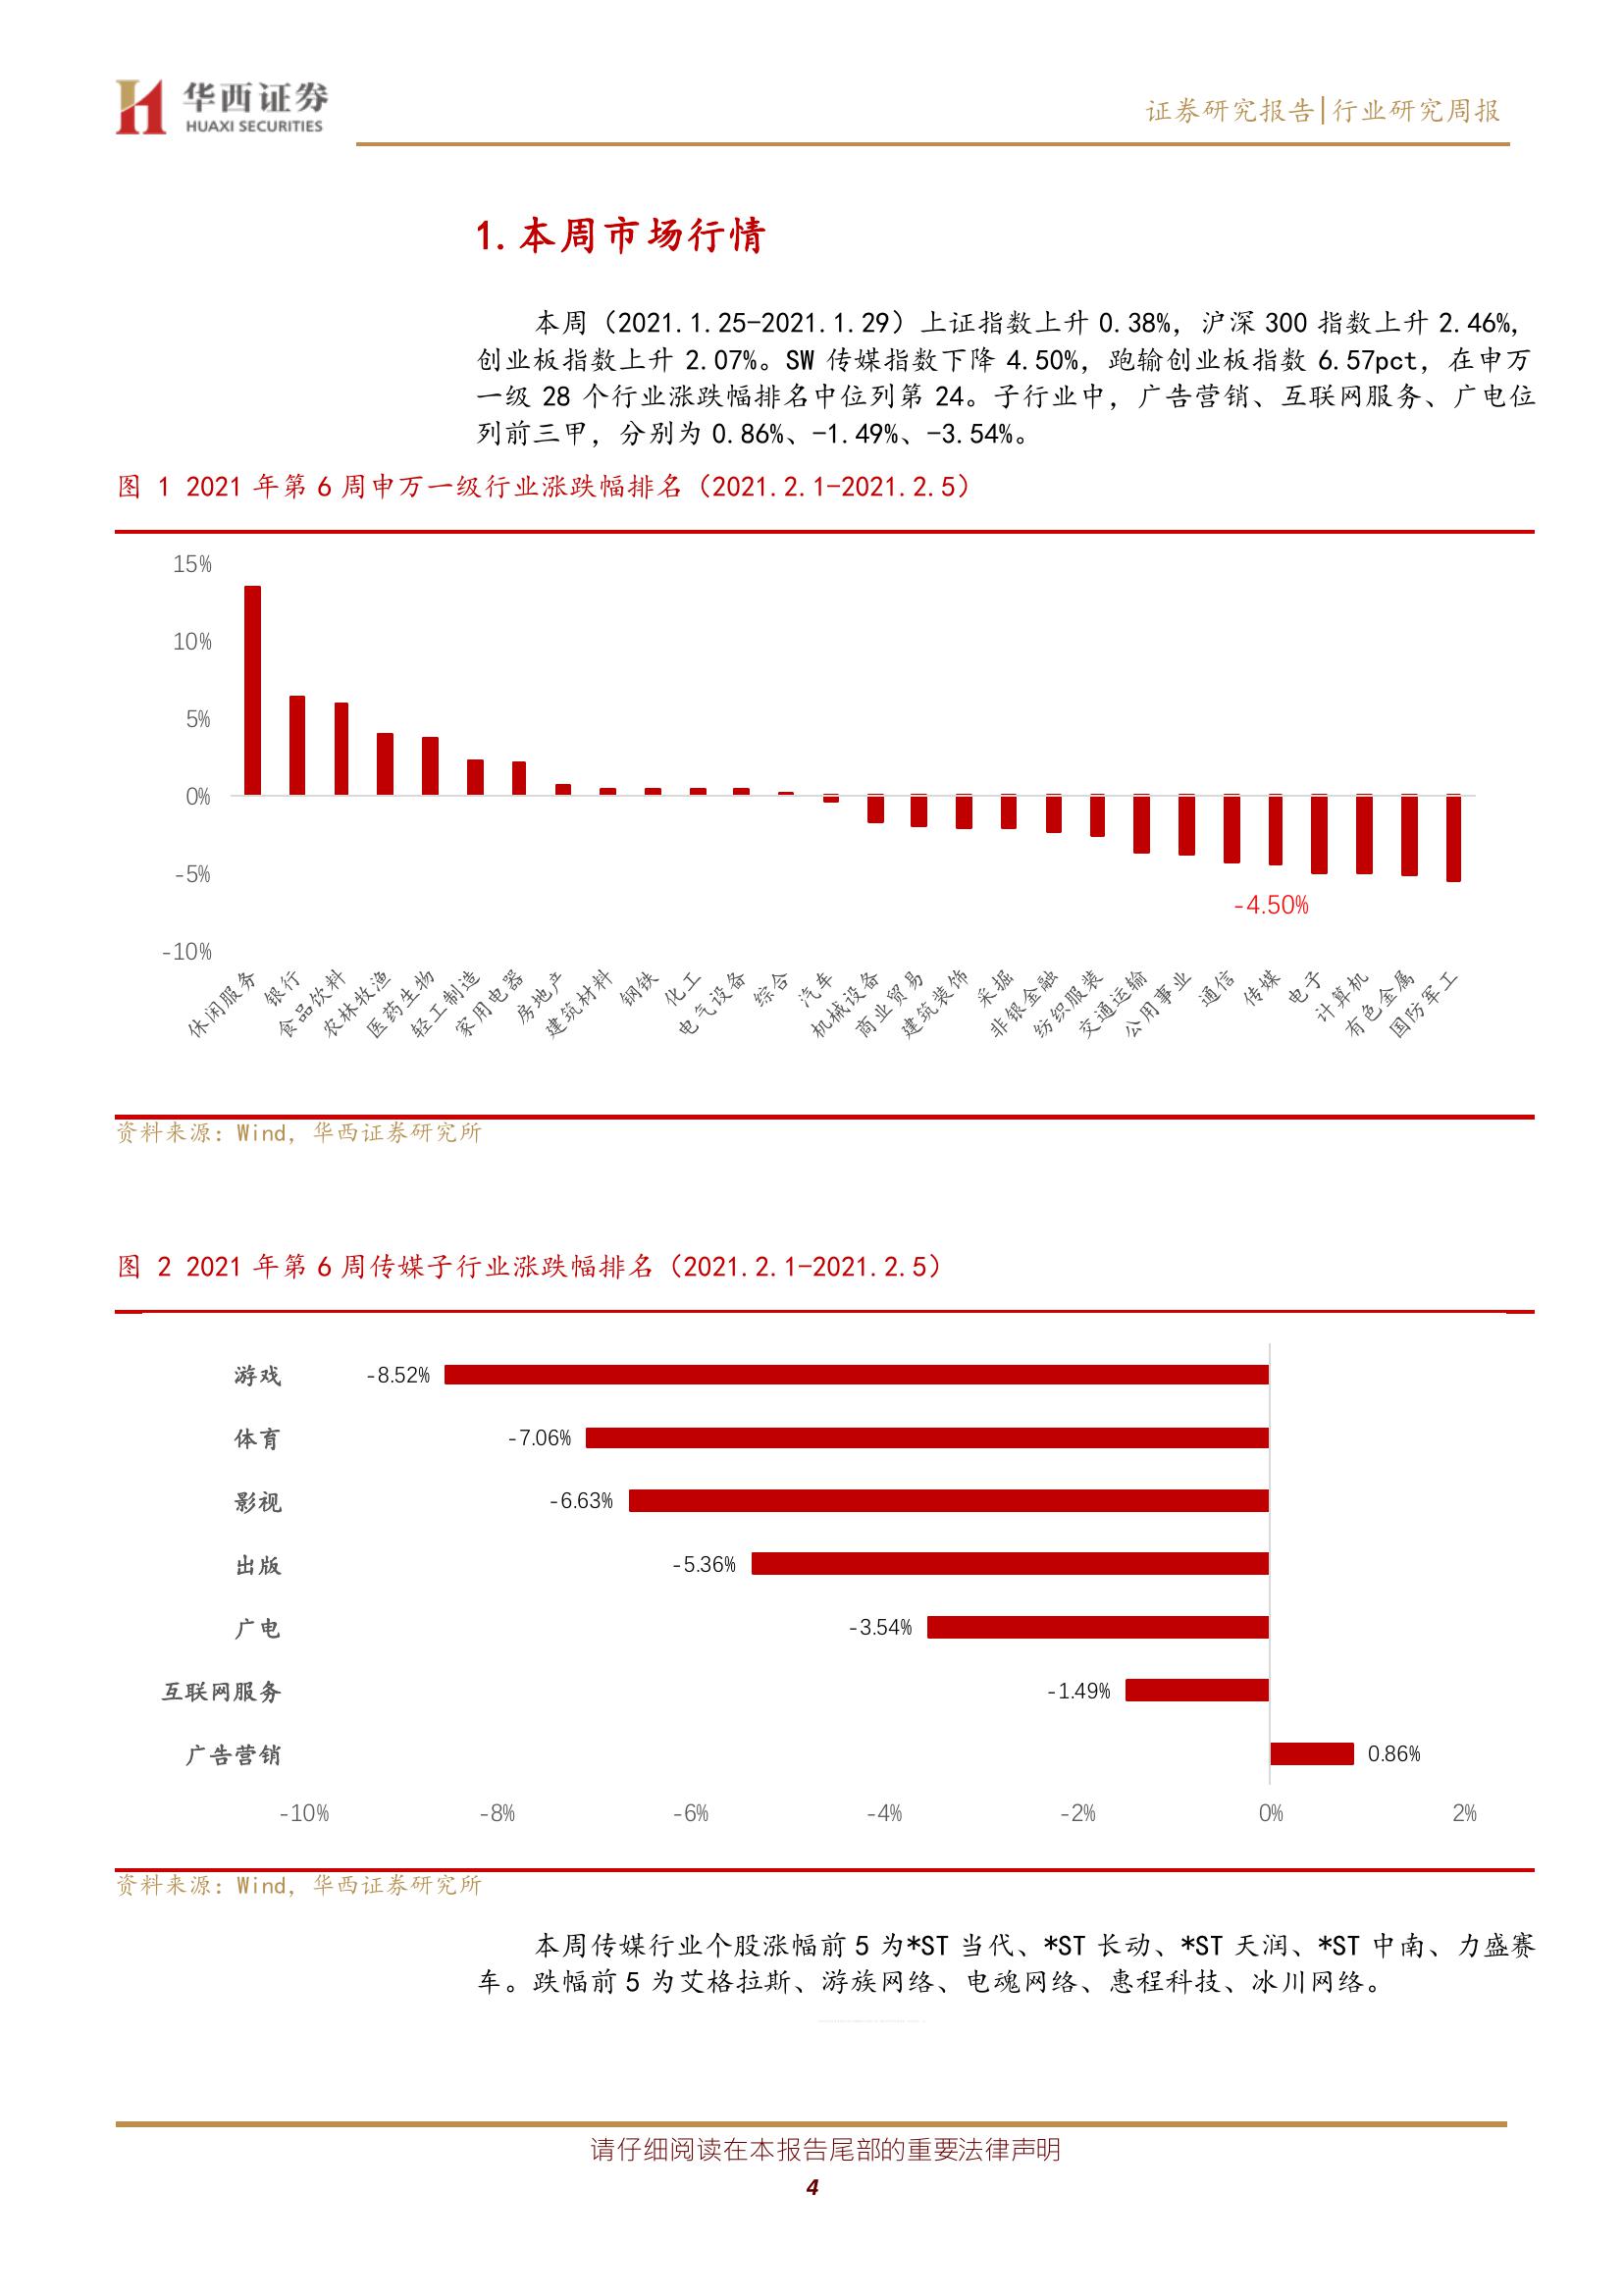 华西证券
HUAXI SECURITIES
证券研究报告|行业研究周报
1.本周市场行情
本周（2021.1.25-2021.1.29）上证指数上升 0.38%，沪深 300 指数上升 2.46%，
创业板指数上升 2.07%。SW 传媒指数下降 4.50%，跑输创业板指数 6.57pct，在申万
一级 28 个行业涨跌幅排名中位列第 24。子行业中，广告营销、互联网服务、广电位
列前三甲，分别为 0.86%、-1.49%、-3.54%。
图 1 2021 年第 6 周申万一级行业涨跌幅排名（2021.2.1-2021.2.5）
15%
10%
5%
0%
-5%
-10%
-4.50%
休闲服务
银行
食品饮料
农林牧渔
医药生物
轻工制造
家用电器
房地产
建筑材料
钢铁
化工
电气设备
综合
汽车
机械设备
商业贸易
建筑装饰
采掘
非银金融
纺织服装
交通运输
公用事业
通信
传媒
电子
计算机
有色金属
国防军工
资料来源：Wind，华西证券研究所
图 2 2021 年第 6 周传媒子行业涨跌幅排名（2021.2.1-2021.2.5）
游戏 -8.52%
体育 -7.06%
影视 -6.63%
出版 -5.36%
广电 -3.54%
互联网服务 -1.49%
广告营销 0.86%
-10% -8% -6% -4% -2% 0% 2%
资料来源：Wind，华西证券研究所
本周传媒行业个股涨幅前 5 为*ST 当代、*ST 长动、*ST 天润、*ST 中南、力盛赛
车。跌幅前 5 为艾格拉斯、游族网络、电魂网络、惠程科技、冰川网络。
请仔细阅读在本报告尾部的重要法律声明
4